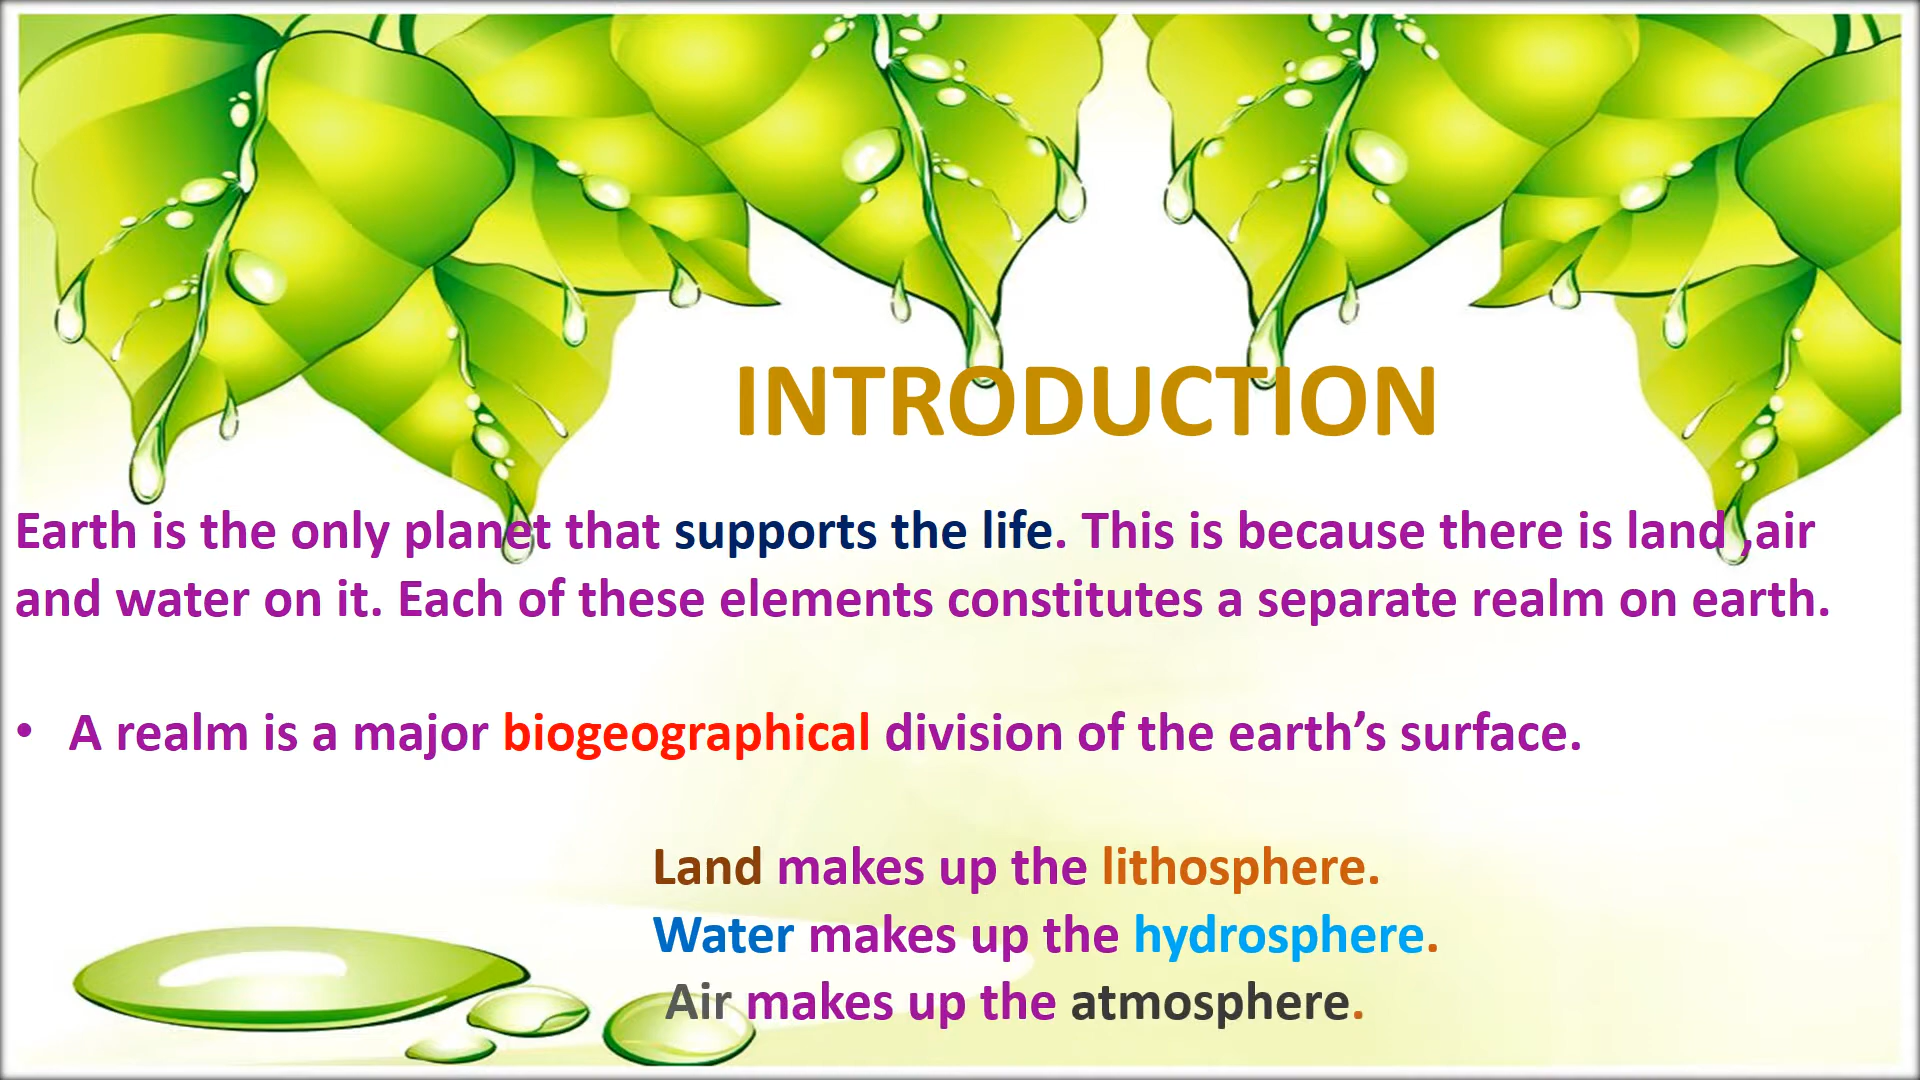 INTRODUCTION
Earth is the only planet that supports the life. This is because there is land ,air
and water on it. Each of these elements constitutes a separate realm on earth.
• A realm is a major biogeographical division of the earth’s surface.
Land makes up the lithosphere.
Water makes up the hydrosphere.
Air makes up the atmosphere.